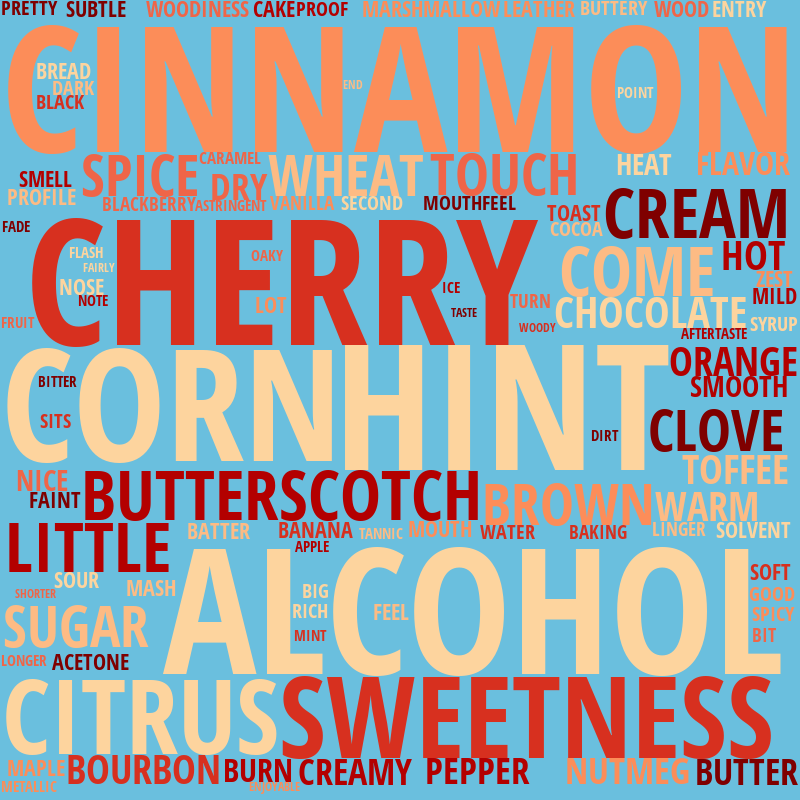 PRETTY SUBTLE WOODINESS CAKEPROOF MARSHMALLOW LEATHER BUTTERY WOOD ENTRY
CINNAMON
BREAD
DARK
BLACK
END
POINT
SPICE CARAMEL WHEAT TOUCH HEAT FLAVOR
SMELL DRY
PROFILE BLACKBERRY ASTRINGENT VANILLA SECOND MOUTHFEEL TOAST CREAM
FADE COCOA
CHERRY
FLASH
FAIRLY
OAKY
COME HOT
NOSE ZEST
NOTE ICE MILD
LOT TURN CHOCOLATE
FRUIT TASTE SYRUP
WOODY AFTERTASTE
CORN HINT ORANGE
BITTER SMOOTH
SITS DIRT CLOVE
NICE TOFFEE
FAINT BUTTERSCOTCH BROWN WARM
LITTLE BATTER BANANA TANNIC MOUTH WATER BAKING LINGER SOLVENT
APPLE
ALCOHOL
SOUR SOFT
SHORTER MASH BIG GOOD
SUGAR RICH FEEL SPICY
MINT BIT
LONGER ACETONE
CITRUS SWEETNESS
MAPLE BOURBON BURN CREAMY PEPPER NUTMEG BUTTER
METALLIC ENJOYABLE